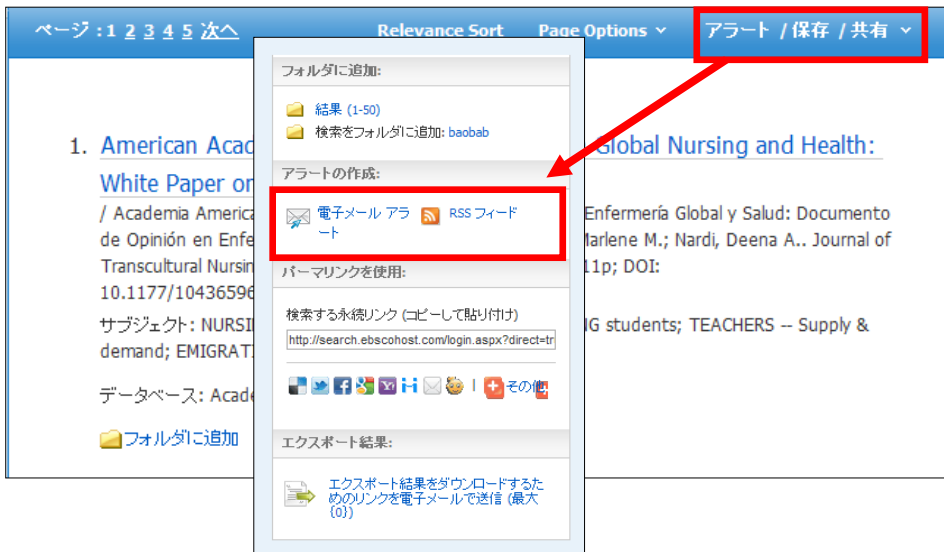 ページ :1 2 3 4 5 次へ Relevance Sort Page Options アラート / 保存 / 共有
1. American Acad
Global Nursing and Health:
White Paper on
/ Academia America
Enfermería Global y Salud: Documento
de Opinión en Enfe
Marlene M.; Nardi, Deena A.. Journal of
Transcultural Nursin
11p; DOI:
10.1177/10436596
サブジェクト: NURSI
NG students; TEACHERS -- Supply &
demand; EMIGRATI
データベース: Acade
フォルダに追加
フォルダに追加:
結果 (1-50)
検索をフォルダに追加: baobab
アラートの作成:
電子メール アラ
ート
RSS フィード
パーマリンクを使用:
検索する永続リンク (コピーして貼り付け)
http://search.ebscohost.com/login.aspx?direct=tr
その他
エクスポート結果:
エクスポート結果をダウンロードするた
めのリンクを電子メールで送信 (最大
{0})